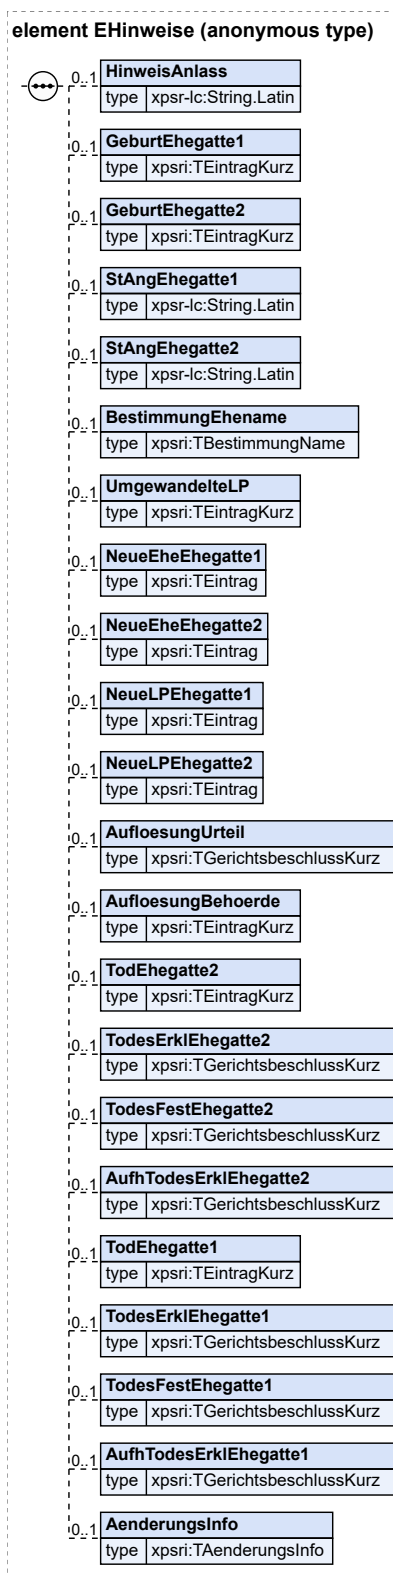 element EHinweise (anonymous type)
0..1 HinweisAnlass
type xpsr-lc:String.Latin
0..1 GeburtEhegatte1
type xpsri:TEintragKurz
0..1 GeburtEhegatte2
type xpsri:TEintragKurz
0..1 StAngEhegatte1
type xpsr-lc:String.Latin
0..1 StAngEhegatte2
type xpsr-lc:String.Latin
0..1 BestimmungEhename
type xpsri:TBestimmungName
0..1 UmgewandelteLP
type xpsri:TEintragKurz
0..1 NeueEheEhegatte1
type xpsri:TEintrag
0..1 NeueEheEhegatte2
type xpsri:TEintrag
0..1 NeueLPEhegatte1
type xpsri:TEintrag
0..1 NeueLPEhegatte2
type xpsri:TEintrag
0..1 AufloesungUrteil
type xpsri:TGerichtsbeschlussKurz
0..1 AufloesungBehoerde
type xpsri:TEintragKurz
0..1 TodEhegatte2
type xpsri:TEintragKurz
0..1 TodesErklEhegatte2
type xpsri:TGerichtsbeschlussKurz
0..1 TodesFestEhegatte2
type xpsri:TGerichtsbeschlussKurz
0..1 AufhTodesErklEhegatte2
type xpsri:TGerichtsbeschlussKurz
0..1 TodEhegatte1
type xpsri:TEintragKurz
0..1 TodesErklEhegatte1
type xpsri:TGerichtsbeschlussKurz
0..1 TodesFestEhegatte1
type xpsri:TGerichtsbeschlussKurz
0..1 AufhTodesErklEhegatte1
type xpsri:TGerichtsbeschlussKurz
0..1 AenderungsInfo
type xpsri:TAenderungsInfo